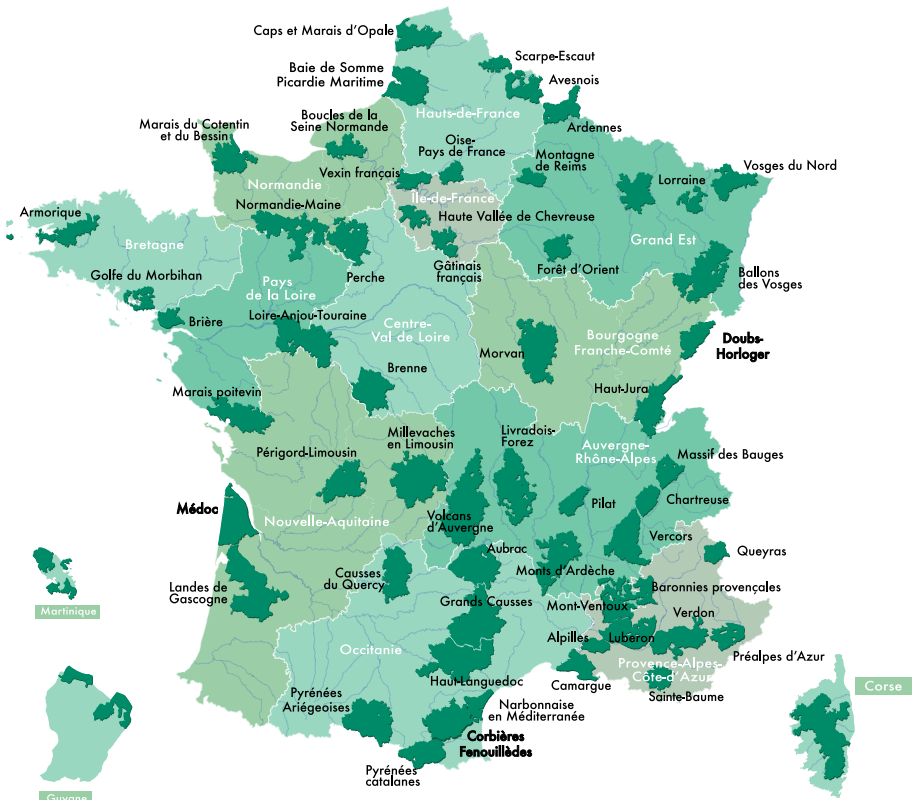 Caps et Marais d'Opale
Scarpe-Escaut
Baie de Somme
Picardie Maritime
Avesnois
Hauts-de-France
Ardennes
Marais du Cotentin
et du Bessin
Boucles de la
Seine Normande
Oise-
Pays de France
Montagne
de Reims
Vosges du Nord
Lorraine
Vexin français
Normandie
Île-de-France
Normandie-Maine
Haute Vallée de Chevreuse
Armorique
Bretagne
Grand Est
Golfe du Morbihan
Perche
Gâtinais
français
Forêt d'Orient
Ballons
des Vosges
Pays
de la Loire
Brière
Loire-Anjou-Touraine
Centre-
Val de Loire
Bourgogne
Franche-Comté
Doubs-
Horloger
Morvan
Brenne
Haut-Jura
Marais poitevin
Millevaches
en Limousin
Livradois-
Forez
Auvergne-
Rhône-Alpes
Massif des Bauges
Périgord-Limousin
Médoc
Nouvelle-Aquitaine
Volcans
d'Auvergne
Pilat
Chartreuse
Vercors
Aubrac
Queyras
Landes de
Gascogne
Causses
du Quercy
Monts d'Ardèche
Baronnies provençales
Martinique
Grands Causses
Mont-Ventoux
Verdon
Alpilles
Luberon
Occitanie
Préalpes d'Azur
Provence-Alpes-
Côte-d'Azur
Haut-Languedoc
Camargue
Sainte-Baume
Corse
Pyrénées
Ariégeoises
Narbonnaise
en Méditerranée
Corbières
Fenouillèdes
Pyrénées
catalanes
Guyane